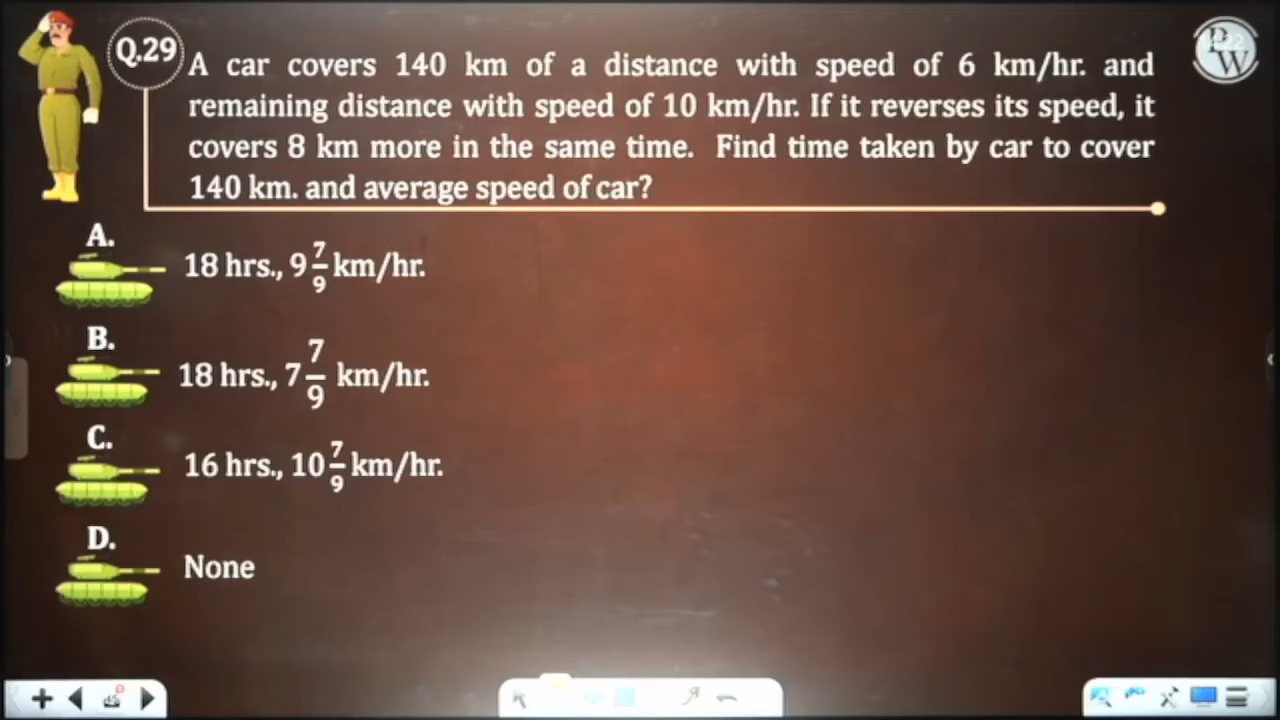 Q.29
A car covers 140 km of a distance with speed of 6 km/hr. and
remaining distance with speed of 10 km/hr. If it reverses its speed, it
covers 8 km more in the same time. Find time taken by car to cover
140 km. and average speed of car?
A.
18 hrs., 9 7/9 km/hr.
B.
18 hrs., 7 7/9 km/hr.
C.
16 hrs., 10 7/9 km/hr.
D.
None
P
W